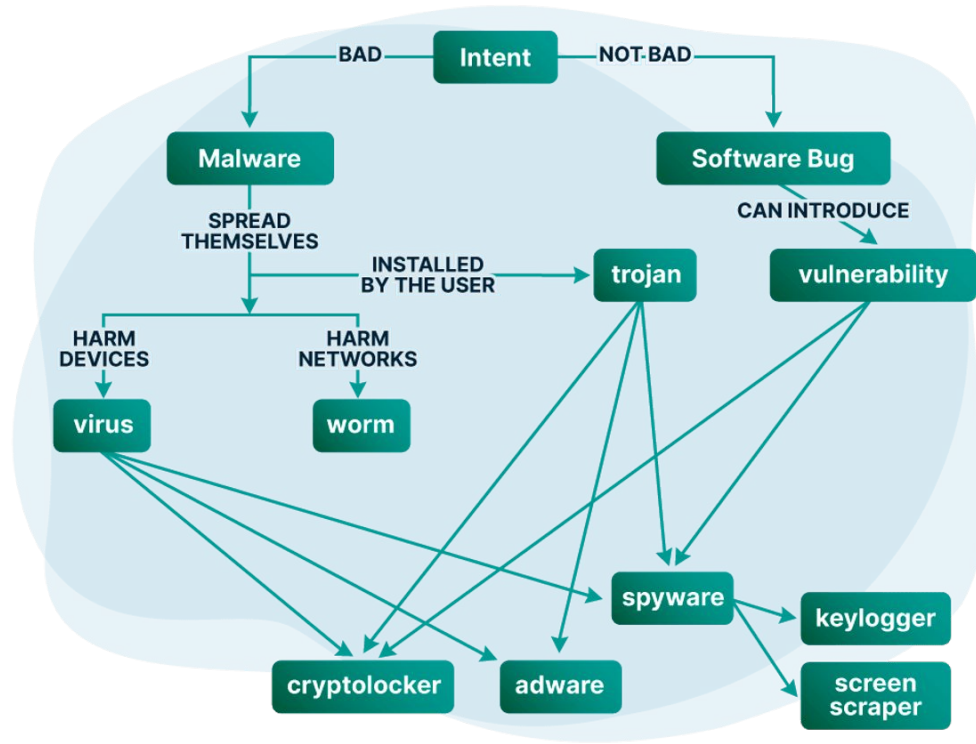 Intent
BAD
NOT-BAD
Malware
Software Bug
SPREAD
THEMSELVES
CAN INTRODUCE
INSTALLED
BY THE USER
trojan
vulnerability
HARM
DEVICES
HARM
NETWORKS
virus
worm
spyware
keylogger
cryptolocker
adware
screen
scraper